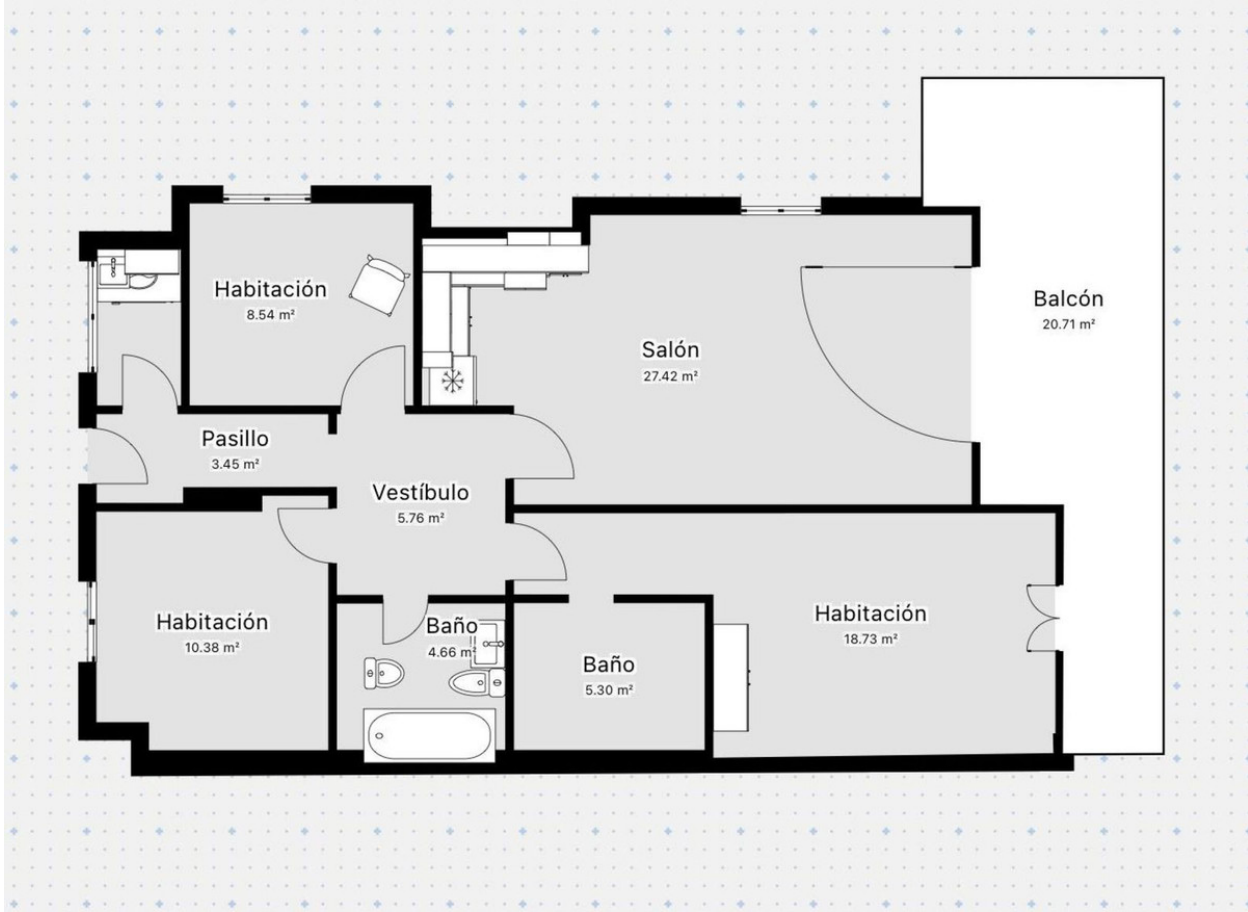 Habitación
8.54 m²
Balcón
20.71 m²
Salón
27.42 m²
Pasillo
3.45 m²
Vestíbulo
5.76 m²
Habitación
10.38 m²
Baño
4.66 m²
Baño
5.30 m²
Habitación
18.73 m²